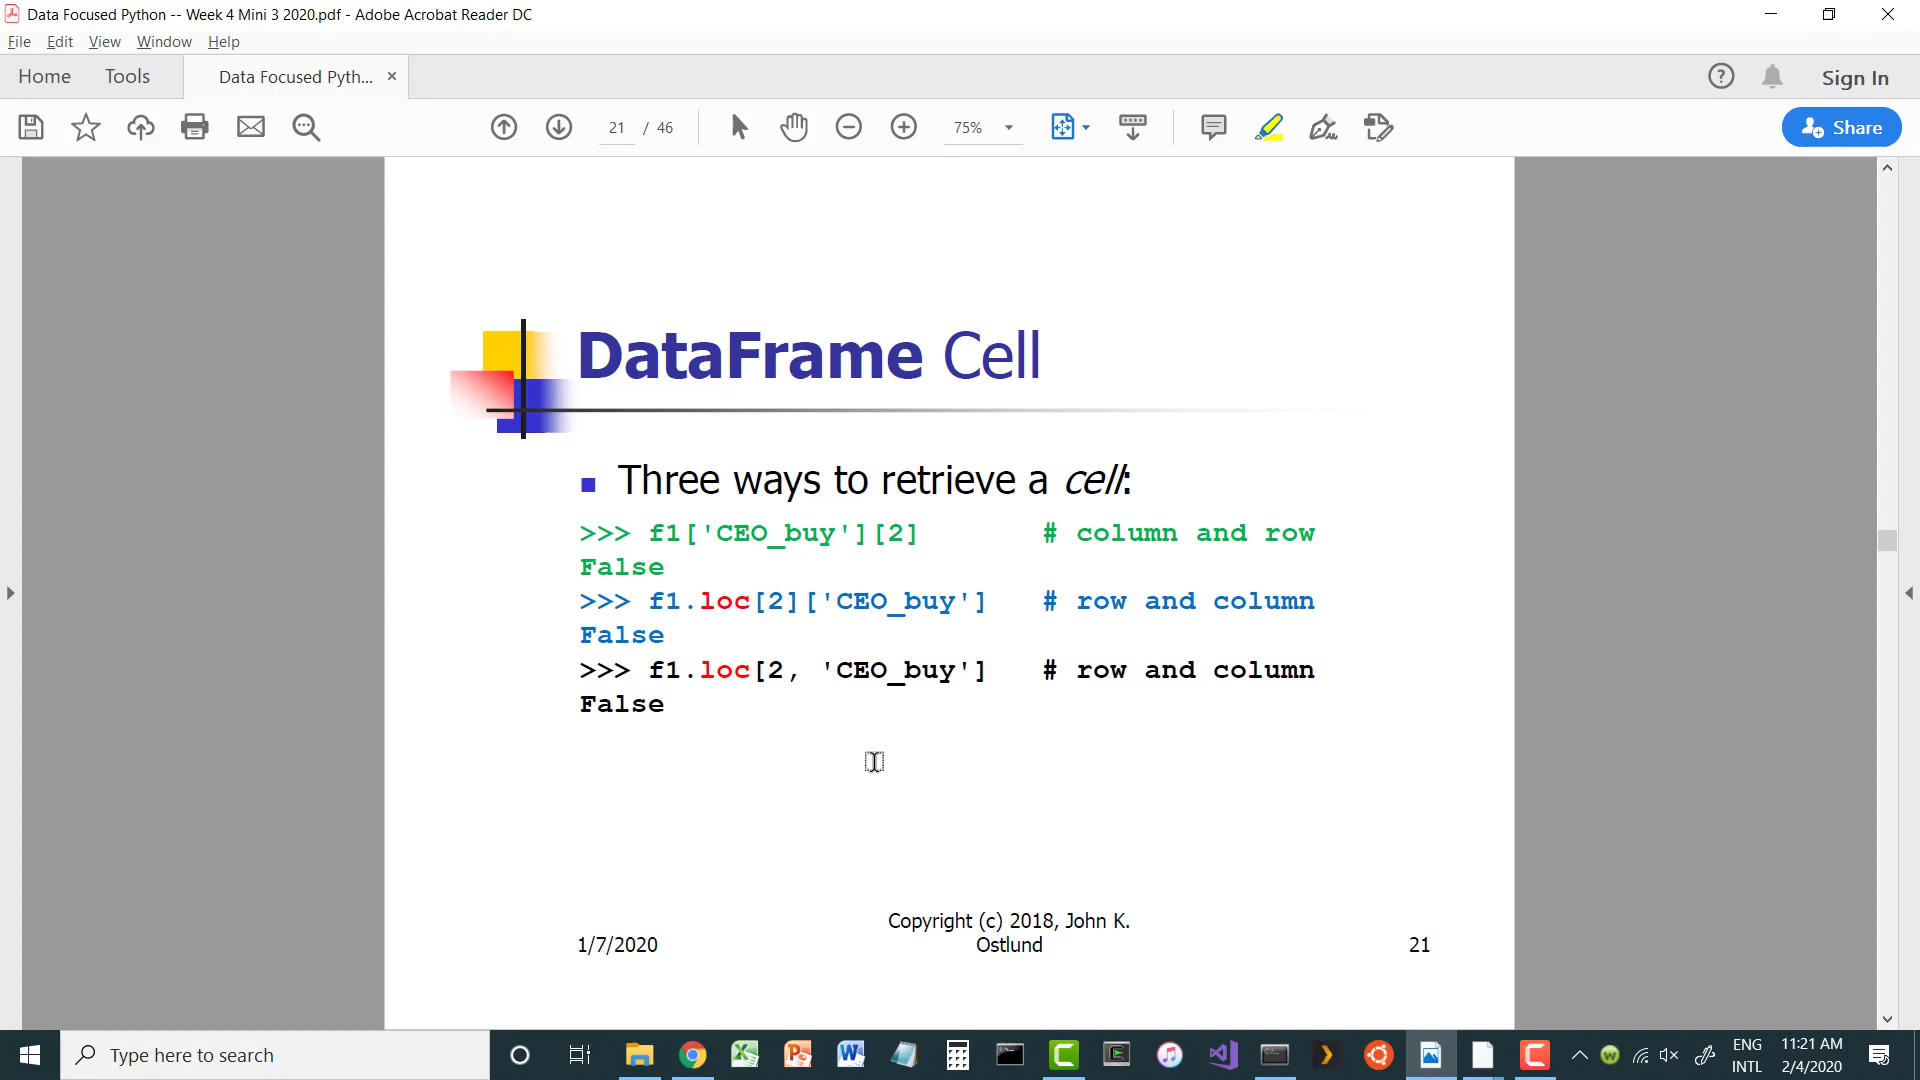 Data Focused Python -- Week 4 Mini 3 2020.pdf - Adobe Acrobat Reader DC
File Edit View Window Help
Home Tools Data Focused Pyth... × Sign In
21 / 46 75% Share
DataFrame Cell
Three ways to retrieve a cell:
>>> f1['CEO_buy'][2] # column and row
False
>>> f1.loc[2]['CEO_buy'] # row and column
False
>>> f1.loc[2, 'CEO_buy'] # row and column
False
Copyright (c) 2018, John K.
Ostlund
1/7/2020 21
Type here to search
ENG 11:21 AM
INTL 2/4/2020